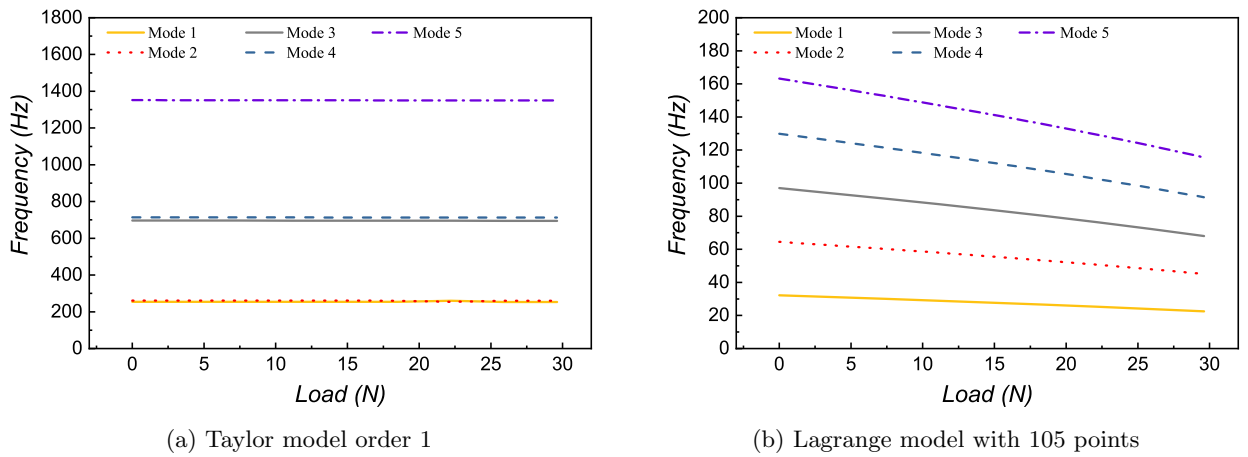 1800
1600
1400
1200
1000
800
600
400
200
0
Frequency (Hz)
Mode 1 Mode 3 Mode 5
Mode 2 Mode 4
0 5 10 15 20 25 30
Load (N)
(a) Taylor model order 1
200
180
160
140
120
100
80
60
40
20
0
Frequency (Hz)
Mode 1 Mode 3 Mode 5
Mode 2 Mode 4
0 5 10 15 20 25 30
Load (N)
(b) Lagrange model with 105 points